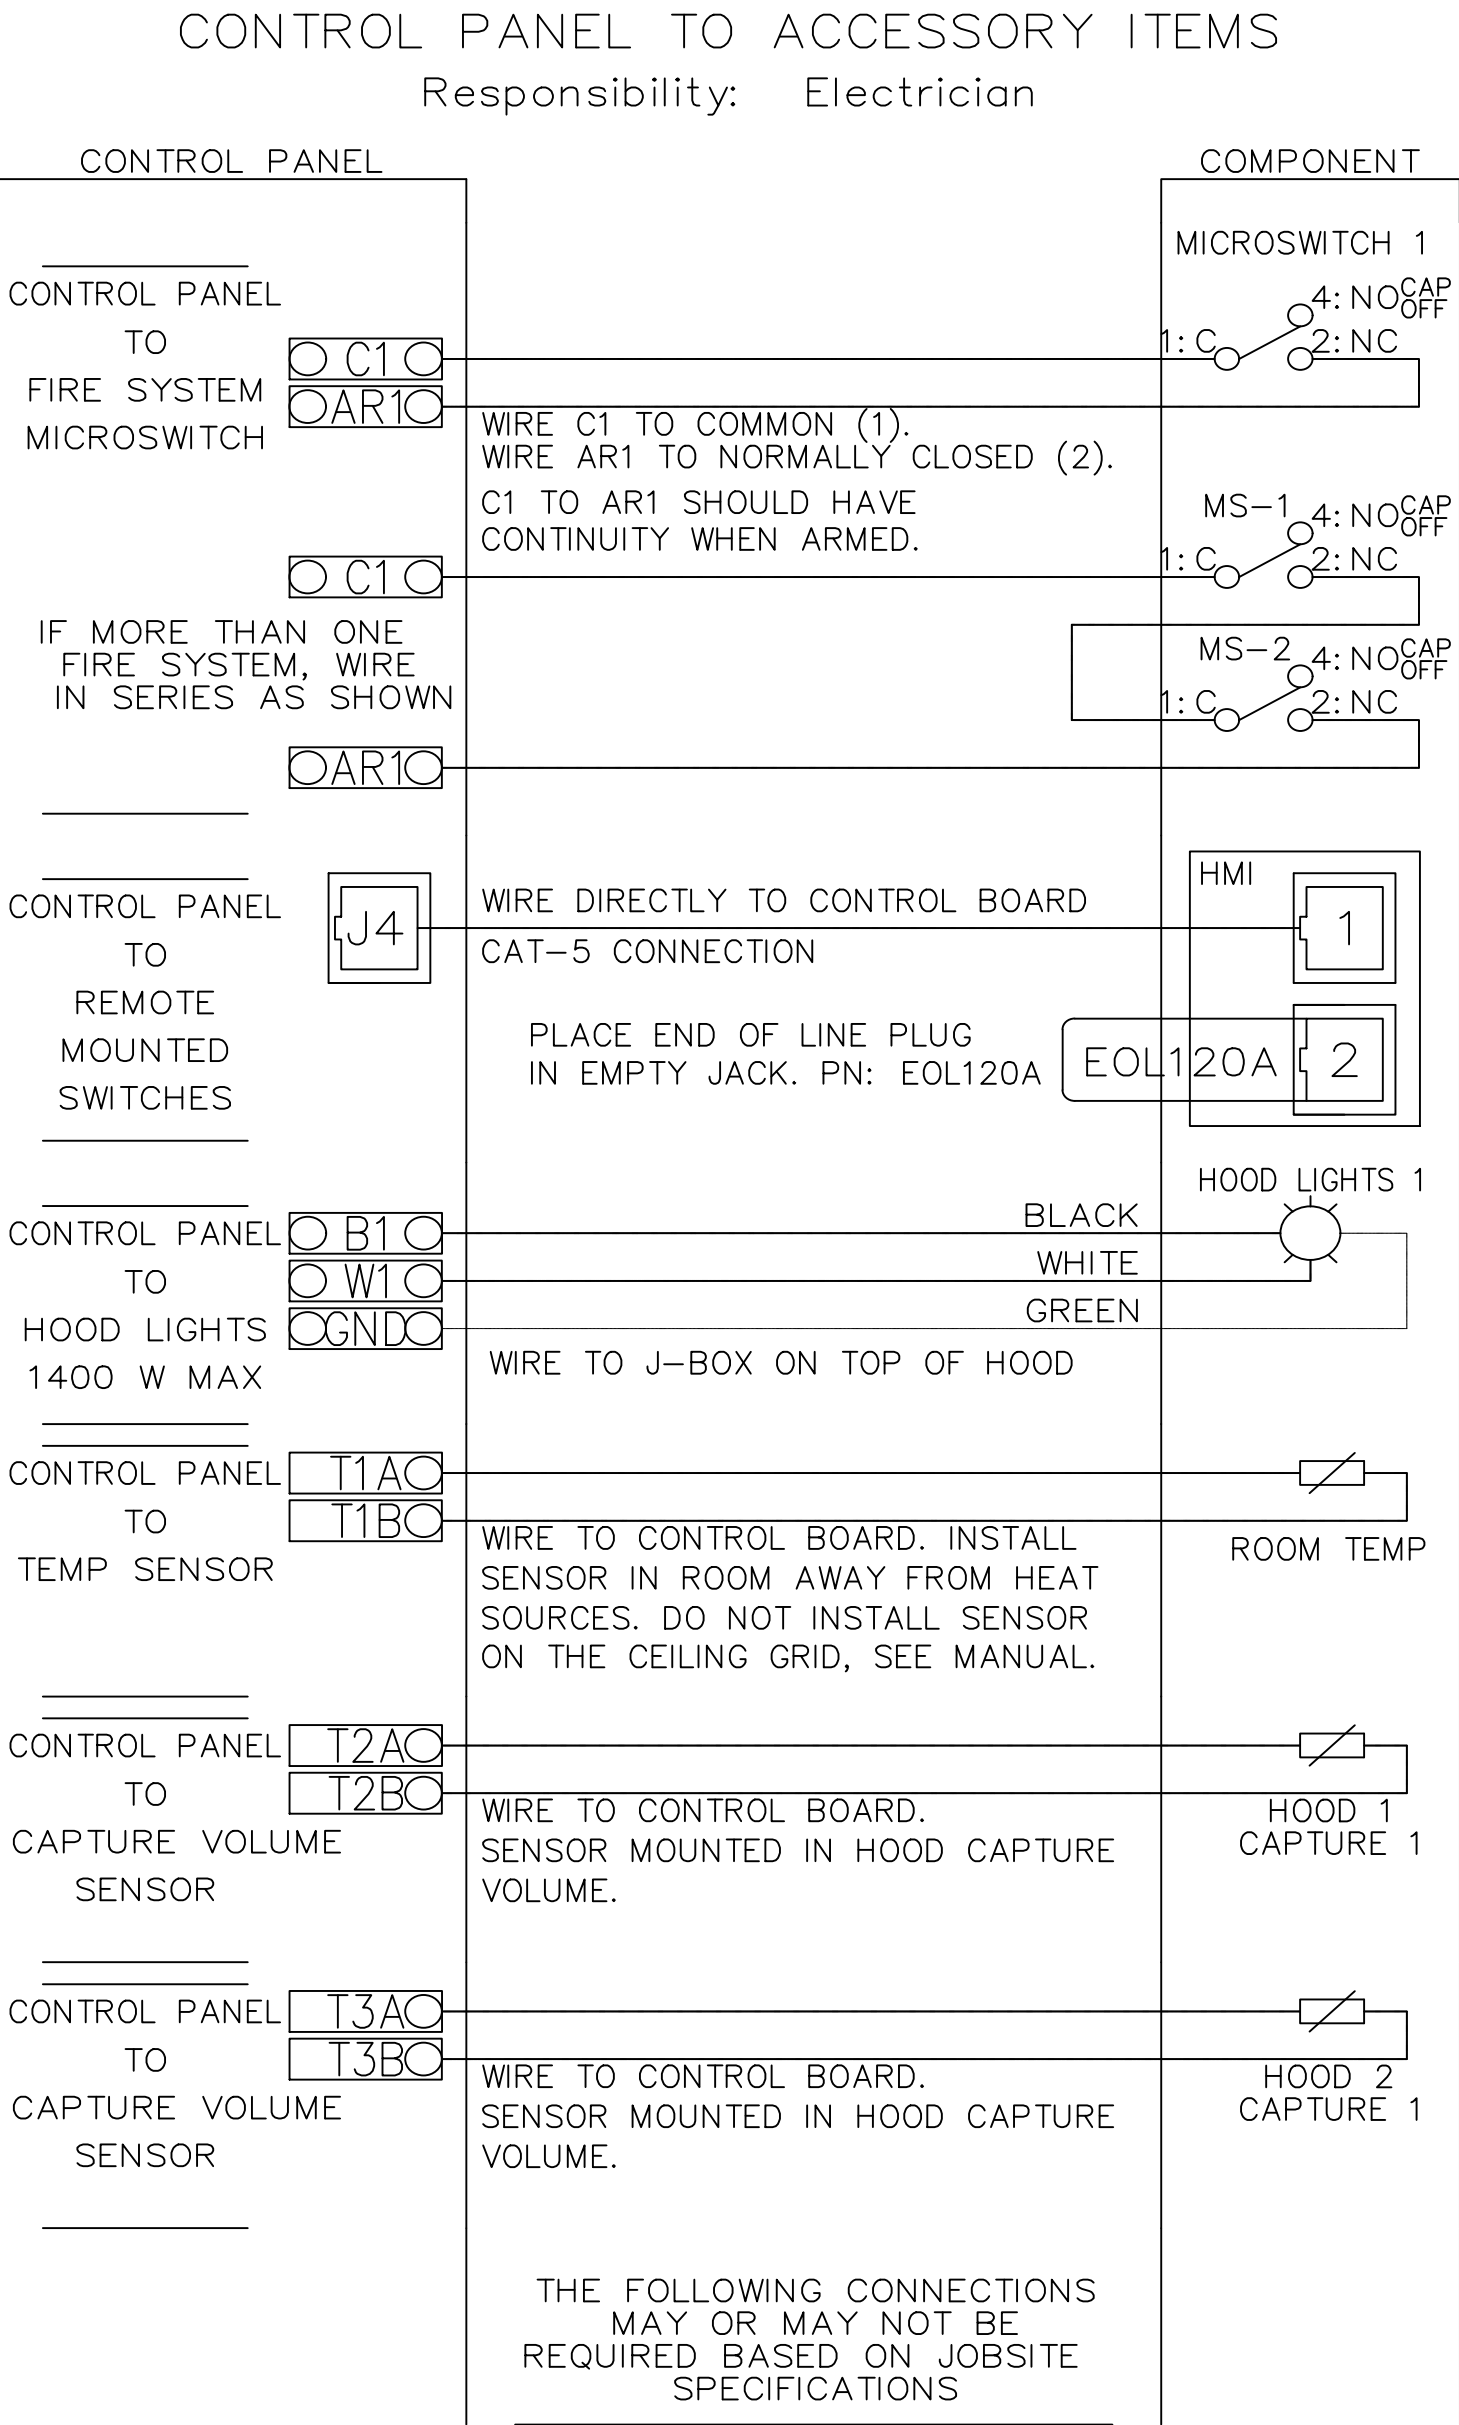 CONTROL PANEL TO ACCESSORY ITEMS
Responsibility: Electrician
CONTROL PANEL
COMPONENT
CONTROL PANEL
TO
FIRE SYSTEM
MICROSWITCH
C1
AR1
WIRE C1 TO COMMON (1).
WIRE AR1 TO NORMALLY CLOSED (2).
C1 TO AR1 SHOULD HAVE
CONTINUITY WHEN ARMED.
MICROSWITCH 1
4: NO CAP OFF
1: C
2: NC
C1
IF MORE THAN ONE
FIRE SYSTEM, WIRE
IN SERIES AS SHOWN
AR1
MS-1
4: NO CAP OFF
1: C
2: NC
MS-2
4: NO CAP OFF
1: C
2: NC
CONTROL PANEL
TO
REMOTE
MOUNTED
SWITCHES
J4
WIRE DIRECTLY TO CONTROL BOARD
CAT-5 CONNECTION
PLACE END OF LINE PLUG
IN EMPTY JACK. PN: EOL120A
HMI
1
EOL120A
2
CONTROL PANEL
TO
HOOD LIGHTS
1400 W MAX
B1
W1
GND
BLACK
WHITE
GREEN
WIRE TO J-BOX ON TOP OF HOOD
HOOD LIGHTS 1
CONTROL PANEL
TO
TEMP SENSOR
T1A
T1B
WIRE TO CONTROL BOARD. INSTALL
SENSOR IN ROOM AWAY FROM HEAT
SOURCES. DO NOT INSTALL SENSOR
ON THE CEILING GRID, SEE MANUAL.
ROOM TEMP
CONTROL PANEL
TO
CAPTURE VOLUME
SENSOR
T2A
T2B
WIRE TO CONTROL BOARD.
SENSOR MOUNTED IN HOOD CAPTURE
VOLUME.
HOOD 1
CAPTURE 1
CONTROL PANEL
TO
CAPTURE VOLUME
SENSOR
T3A
T3B
WIRE TO CONTROL BOARD.
SENSOR MOUNTED IN HOOD CAPTURE
VOLUME.
HOOD 2
CAPTURE 1
THE FOLLOWING CONNECTIONS
MAY OR MAY NOT BE
REQUIRED BASED ON JOBSITE
SPECIFICATIONS